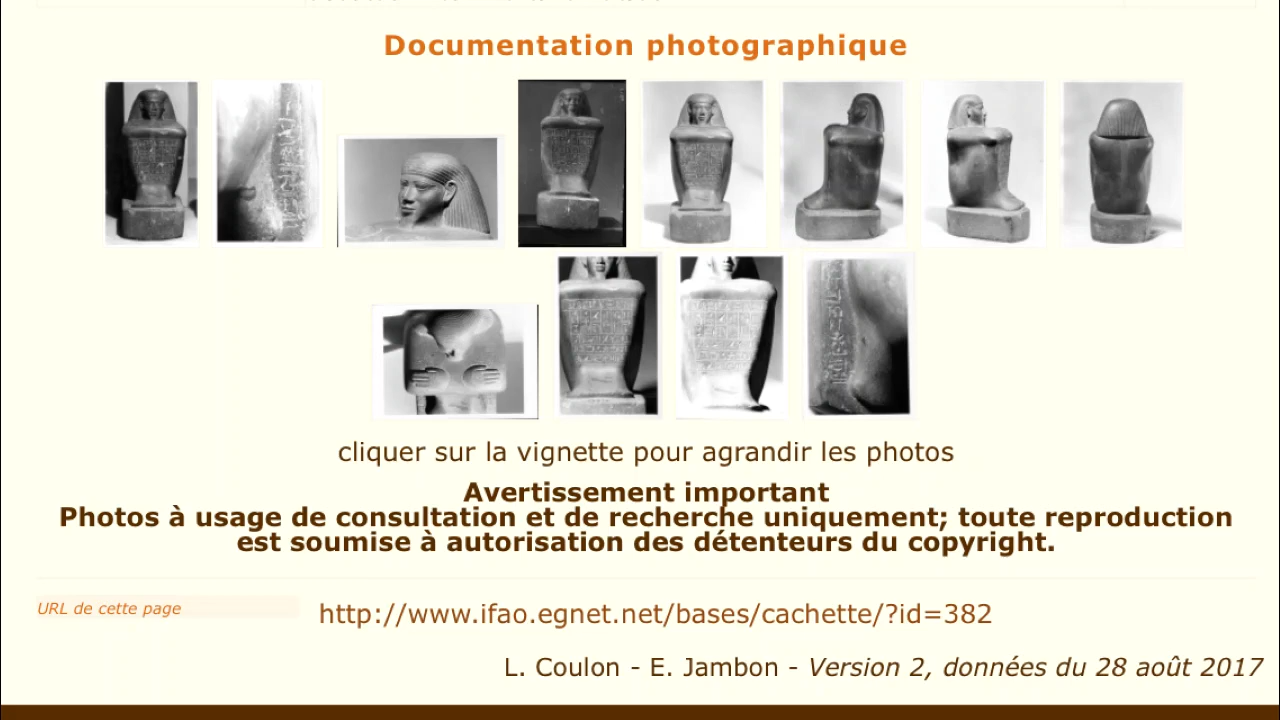 Documentation photographique
cliquer sur la vignette pour agrandir les photos
Avertissement important
Photos à usage de consultation et de recherche uniquement; toute reproduction
est soumise à autorisation des détenteurs du copyright.
URL de cette page
http://www.ifao.egnet.net/bases/cachette/?id=382
L. Coulon - E. Jambon - Version 2, données du 28 août 2017